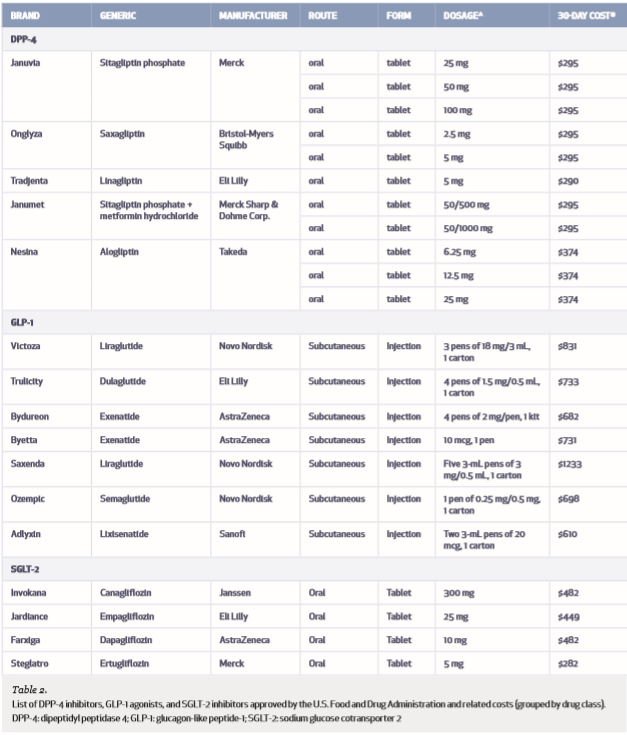 BRAND GENERIC MANUFACTURER ROUTE FORM DOSAGE^ 30-DAY COST*
DPP-4
Januvia Sitagliptin phosphate Merck oral tablet 25 mg $295
oral tablet 50 mg $295
oral tablet 100 mg $295
Onglyza Saxagliptin Bristol-Myers oral tablet 2.5 mg $295
Squibb
oral tablet 5 mg $295
Tradjenta Linagliptin Eli Lilly oral tablet 5 mg $290
Janumet Sitagliptin phosphate + Merck Sharp & oral tablet 50/500 mg $295
metformin hydrochloride Dohme Corp.
oral tablet 50/1000 mg $295
Nesina Alogliptin Takeda oral tablet 6.25 mg $374
oral tablet 12.5 mg $374
oral tablet 25 mg $374
GLP-1
Victoza Liraglutide Novo Nordisk Subcutaneous Injection 3 pens of 18 mg/3 mL, $831
1 carton
Trulicity Dulaglutide Eli Lilly Subcutaneous Injection 4 pens of 1.5 mg/0.5 mL, $733
1 carton
Bydureon Exenatide AstraZeneca Subcutaneous Injection 4 pens of 2 mg/pen, 1 kit $682
Byetta Exenatide AstraZeneca Subcutaneous Injection 10 mcg, 1 pen $731
Saxenda Liraglutide Novo Nordisk Subcutaneous Injection Five 3-mL pens of 3 $1233
mg/0.5 mL, 1 carton
Ozempic Semaglutide Novo Nordisk Subcutaneous Injection 1 pen of 0.25 mg/0.5 mg, $698
1 carton
Adlyxin Lixisenatide Sanofi Subcutaneous Injection Two 3-mL pens of 20 $610
mcg, 1 carton
SGLT-2
Invokana Canagliflozin Janssen Oral Tablet 300 mg $482
Jardiance Empagliflozin Eli Lilly Oral Tablet 25 mg $449
Farxiga Dapagliflozin AstraZeneca Oral Tablet 10 mg $482
Steglatro Ertugliflozin Merck Oral Tablet 5 mg $282
Table 2.
List of DPP-4 inhibitors, GLP-1 agonists, and SGLT-2 inhibitors approved by the U.S. Food and Drug Administration and related costs (grouped by drug class).
DPP-4: dipeptidyl peptidase 4; GLP-1: glucagon-like peptide-1; SGLT-2: sodium glucose cotransporter 2